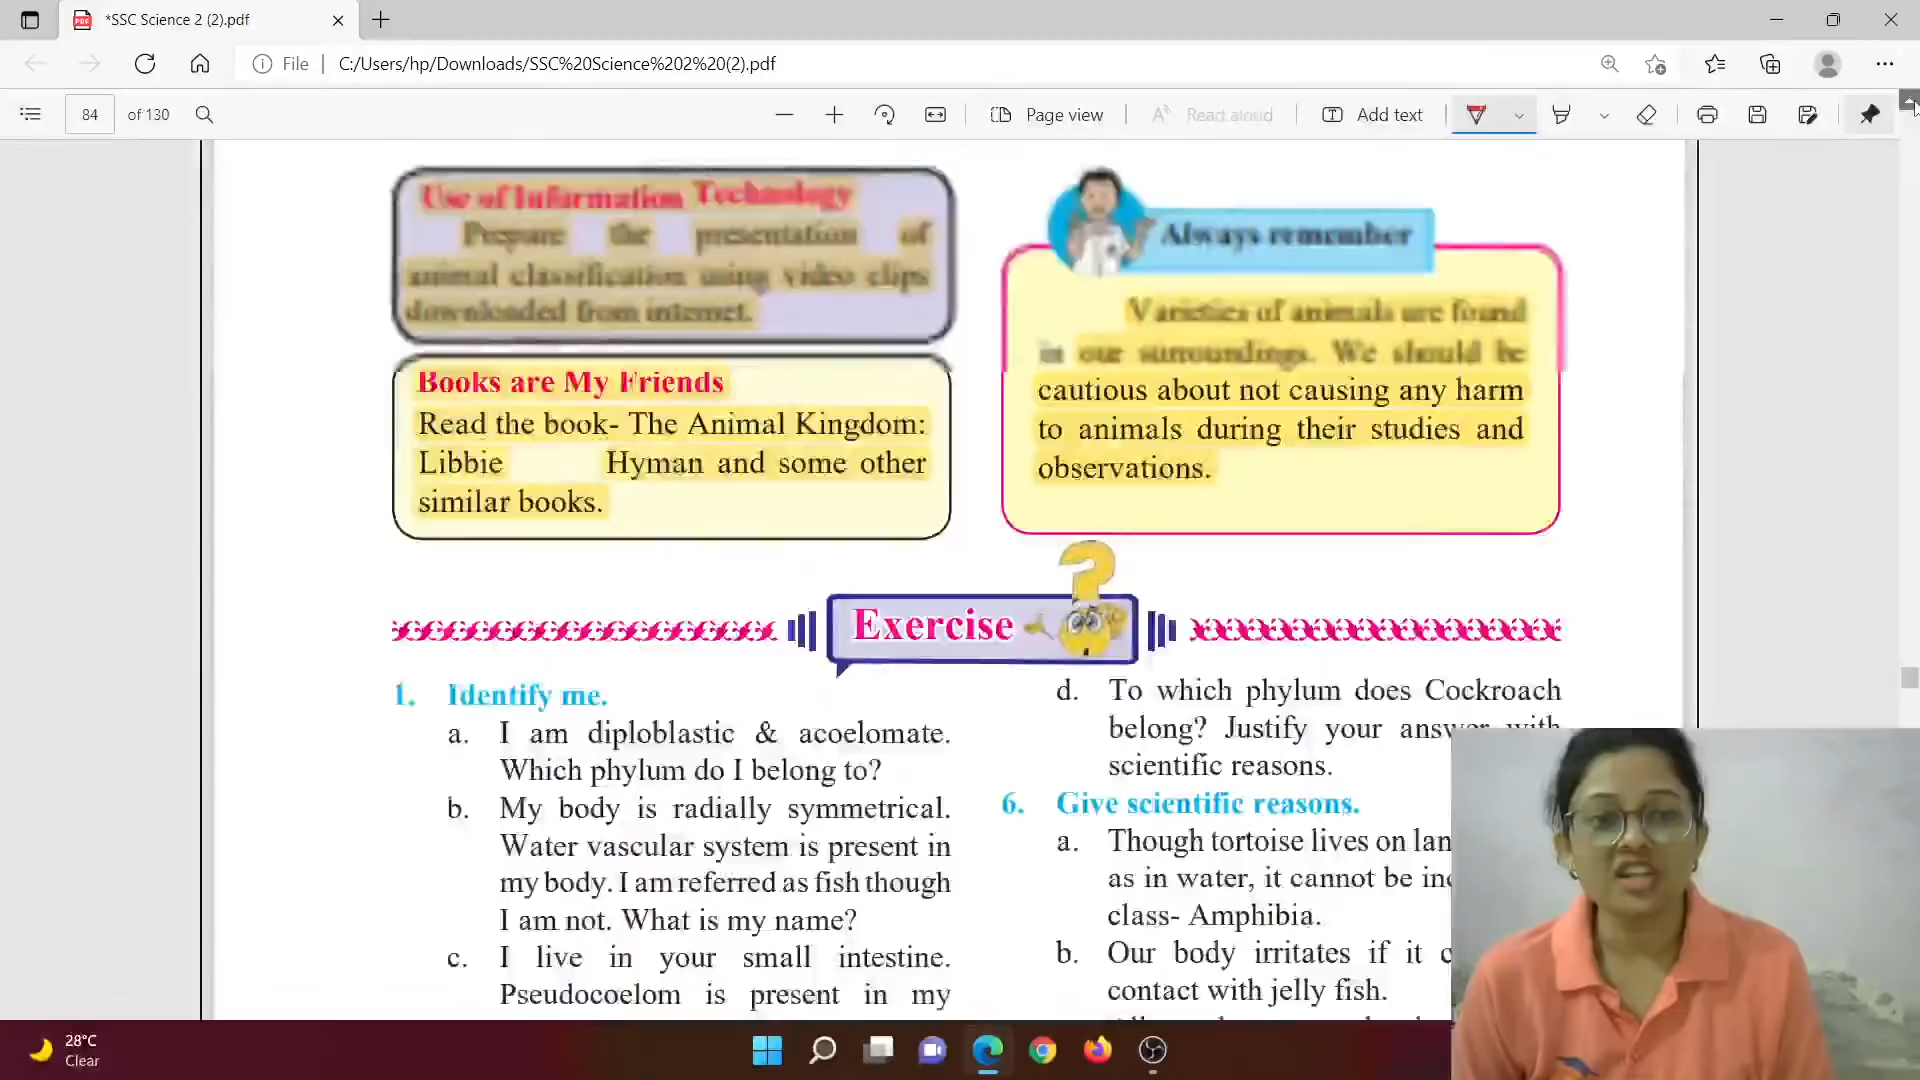 *SSC Science 2 (2).pdf
File
C:/Users/hp/Downloads/SSC%20Science%202%20(2).pdf
84 of 130
Page view
Read aloud
Add text
Use of Information Technology
Prepare the presentation of
animal classification using video clips
downloaded from internet.
Books are My Friends
Read the book- The Animal Kingdom:
Libbie Hyman and some other
similar books.
Always remember
Varieties of animals are found
in our surroundings. We should be
cautious about not causing any harm
to animals during their studies and
observations.
Exercise
1. Identify me.
a. I am diploblastic & acoelomate.
Which phylum do I belong to?
b. My body is radially symmetrical.
Water vascular system is present in
my body. I am referred as fish though
I am not. What is my name?
c. I live in your small intestine.
Pseudocoelom is present in my
d. To which phylum does Cockroach
belong? Justify your answer with
scientific reasons.
6. Give scientific reasons.
a. Though tortoise lives on lan
as in water, it cannot be inc
class- Amphibia.
b. Our body irritates if it c
contact with jelly fish.
28°C
Clear